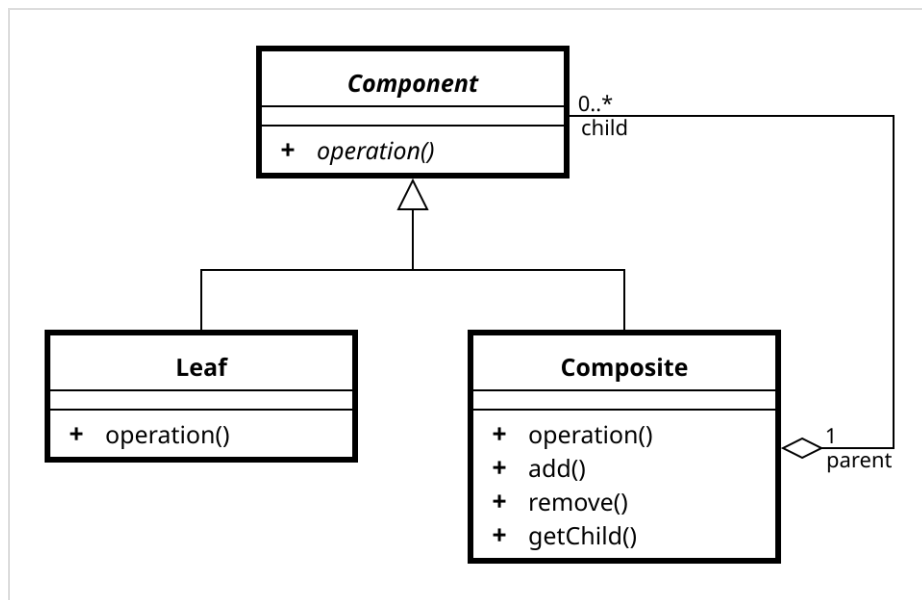 Component
+ operation()
0..*
child
Leaf
+ operation()
Composite
+ operation()
+ add()
+ remove()
+ getChild()
1
parent